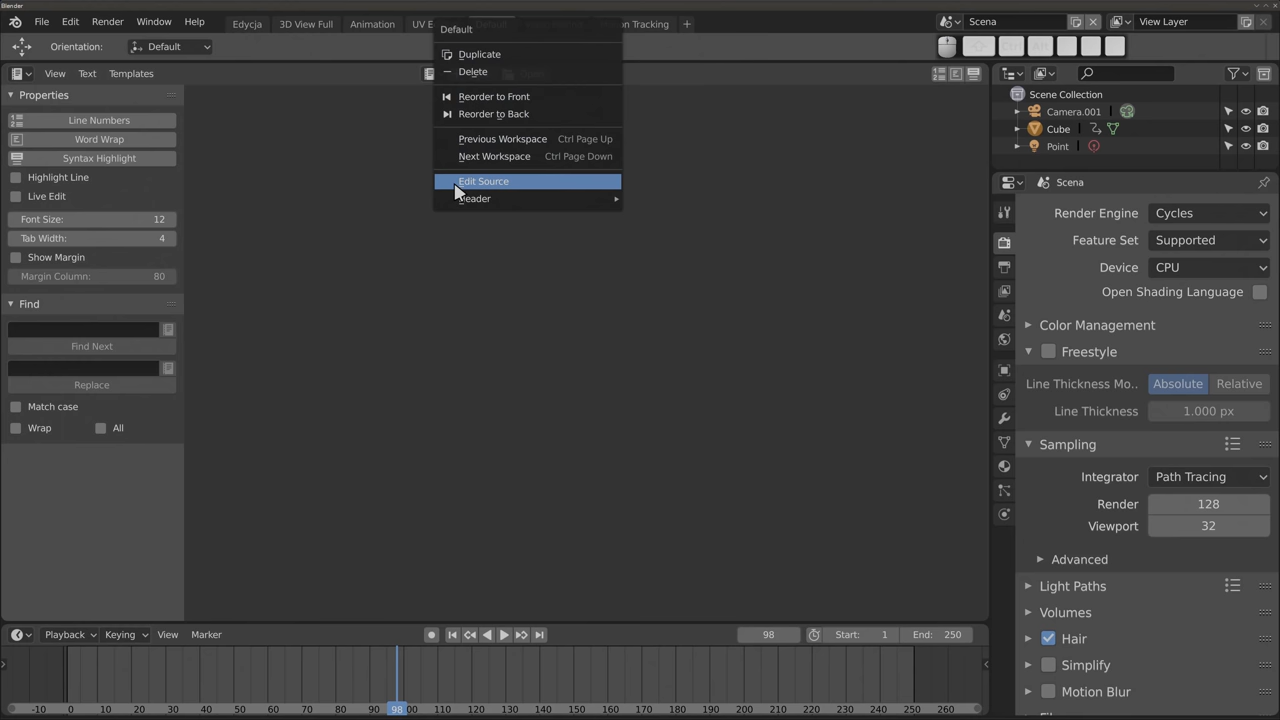 Blender
File Edit Render Window Help
Edycja 3D View Full Animation UV E
n Tracking +
Scena
View Layer
Orientation: Default
Default
Duplicate
Delete
Reorder to Front
Reorder to Back
Previous Workspace Ctrl Page Up
Next Workspace Ctrl Page Down
Edit Source
eader
Ctrl Alt
View Text Templates
Properties
Line Numbers
Word Wrap
Syntax Highlight
Highlight Line
Live Edit
Font Size: 12
Tab Width: 4
Show Margin
Margin Column: 80
Find
Find Next
Replace
Match case
Wrap All
Scene Collection
Camera.001
Cube
Point
Scena
Render Engine Cycles
Feature Set Supported
Device CPU
Open Shading Language
Color Management
Freestyle
Line Thickness Mo.. Absolute Relative
Line Thickness 1.000 px
Sampling
Integrator Path Tracing
Render 128
Viewport 32
Advanced
Light Paths
Volumes
Hair
Simplify
Motion Blur
Playback Keying View Marker
98 Start: 1 End: 250
-10 0 10 20 30 40 50 60 70 80 90 98 00 110 120 130 140 150 160 170 180 190 200 210 220 230 240 250 260